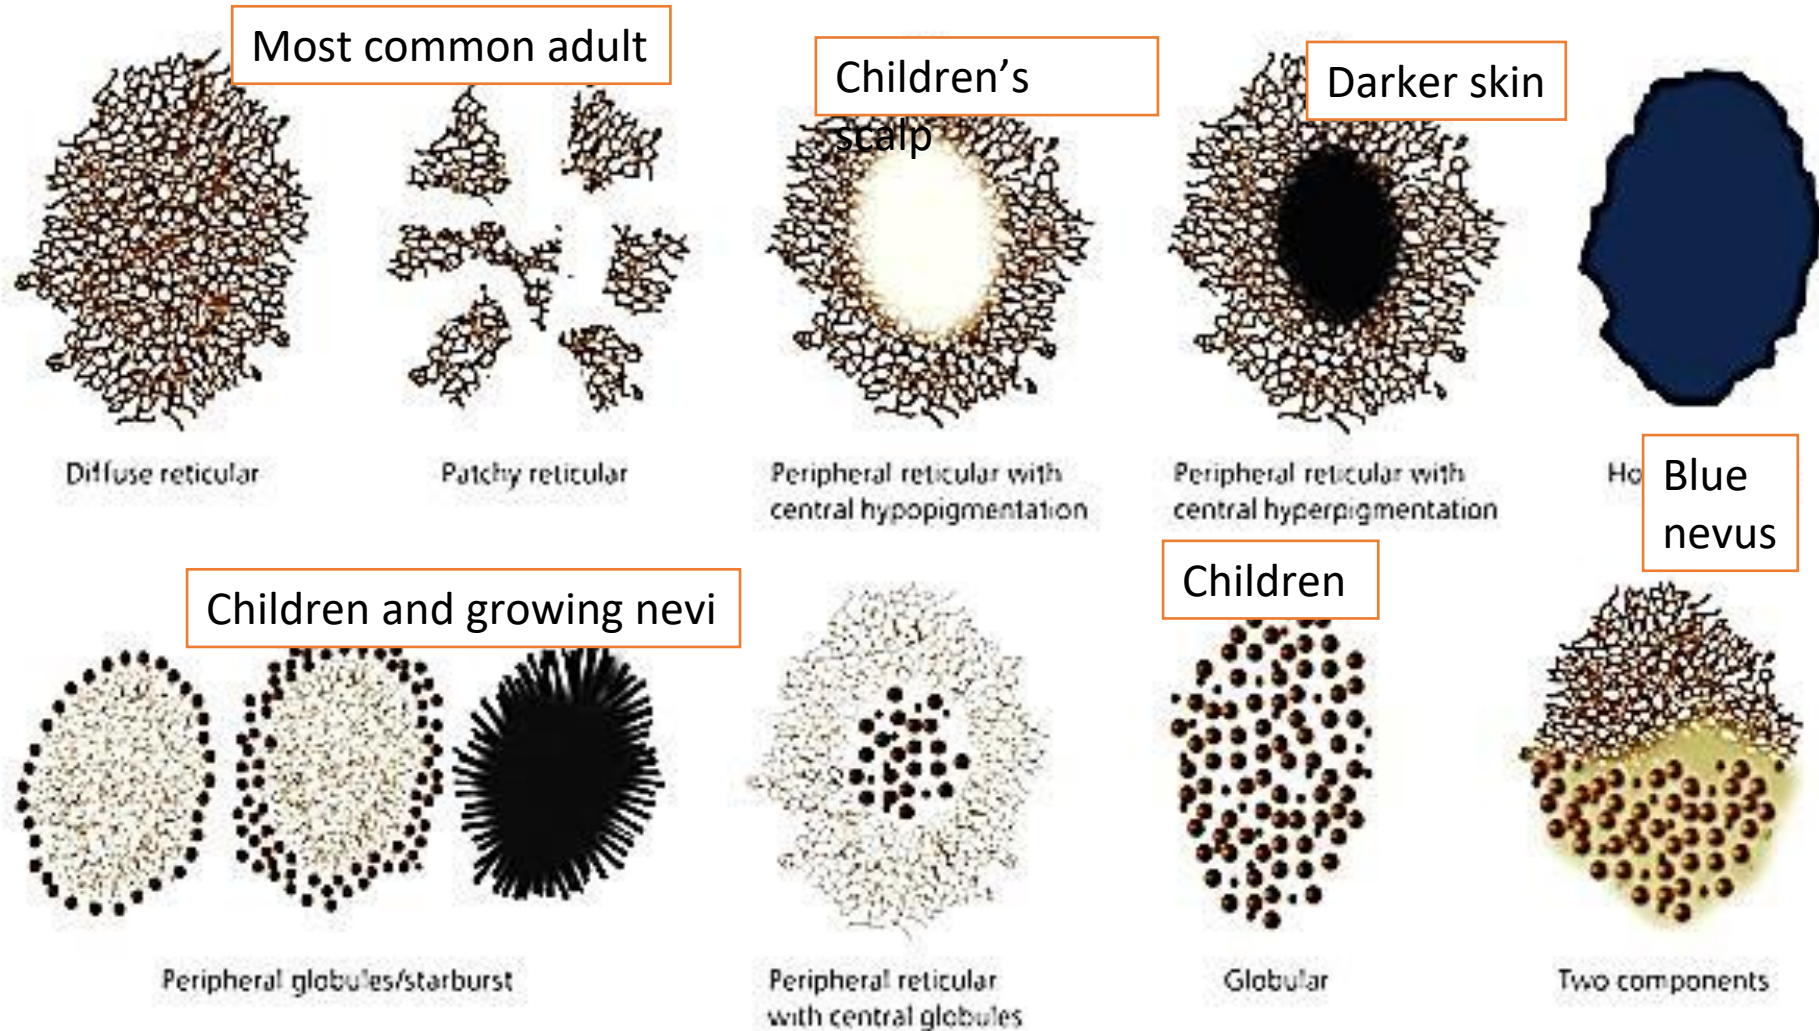 Most common adult
Children’s
scalp
Darker skin
Diffuse reticular
Patchy reticular
Peripheral reticular with
central hypopigmentation
Peripheral reticular with
central hyperpigmentation
Blue
nevus
Children and growing nevi
Children
Peripheral globules/starburst
Peripheral reticular
with central globules
Globular
Two components